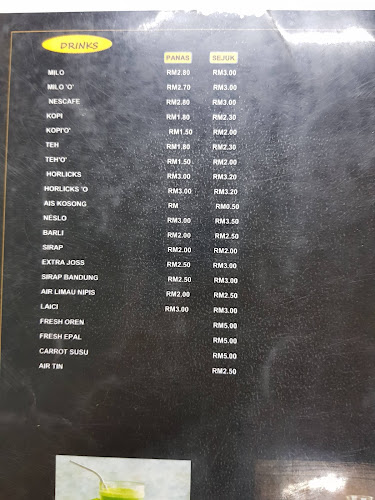 DRINKS
PANAS SEJUK
MILO RM2.80 RM3.00
MILO 'O' RM2.70 RM3.00
NESCAFE RM2.80 RM3.00
KOPI RM1.80 RM2.30
KOPI'O' RM1.50 RM2.00
TEH RM1.80 RM2.30
TEH'O' RM1.50 RM2.00
HORLICKS RM3.00 RM3.20
HORLICKS 'O RM3.00 RM3.20
AIS KOSONG RM RM0.50
NESLO RM3.00 RM3.50
BARLI RM2.00 RM2.50
SIRAP RM2.00 RM2.00
EXTRA JOSS RM2.50 RM3.00
SIRAP BANDUNG RM2.50 RM3.00
AIR LIMAU NIPIS RM2.00 RM2.50
LAICI RM3.00 RM3.00
FRESH OREN RM5.00
FRESH EPAL RM5.00
CARROT SUSU RM5.00
AIR TIN RM2.50